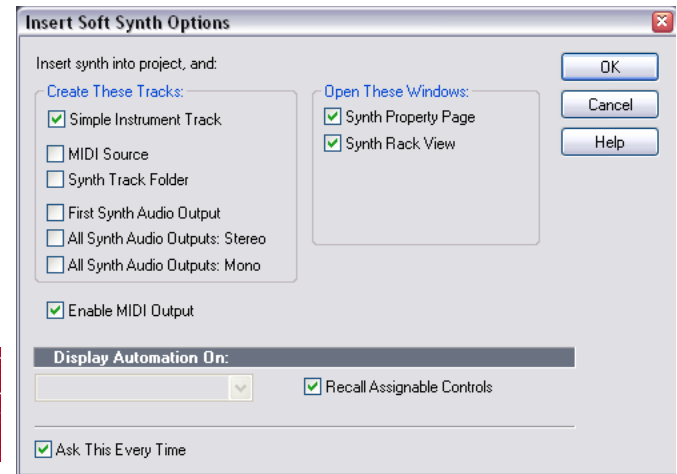 Insert Soft Synth Options
Insert synth into project, and:
Create These Tracks:
Simple Instrument Track
MIDI Source
Synth Track Folder
First Synth Audio Output
All Synth Audio Outputs: Stereo
All Synth Audio Outputs: Mono
Enable MIDI Output
Open These Windows:
Synth Property Page
Synth Rack View
OK
Cancel
Help
Display Automation On:
Recall Assignable Controls
Ask This Every Time